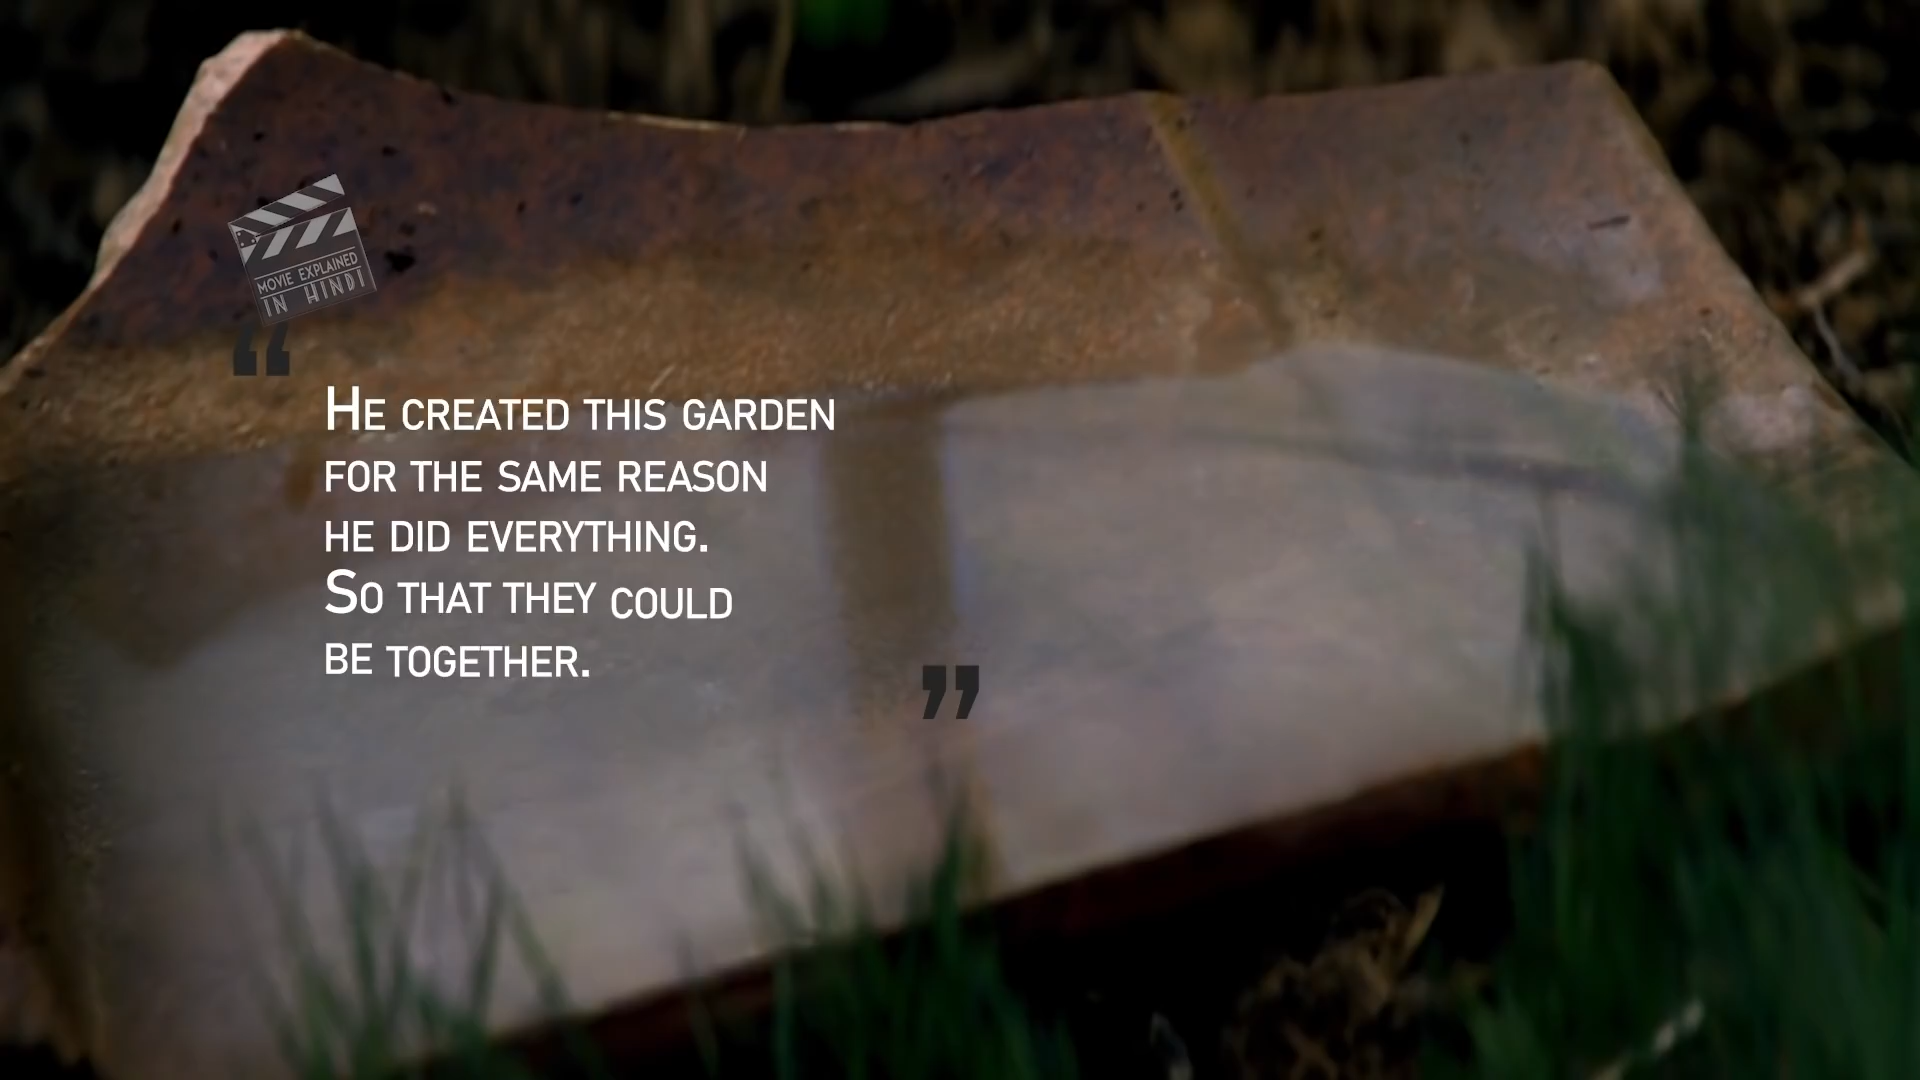 MOVIE EXPLAINED
IN HINDI
“
HE CREATED THIS GARDEN
FOR THE SAME REASON
HE DID EVERYTHING.
SO THAT THEY COULD
BE TOGETHER.
”